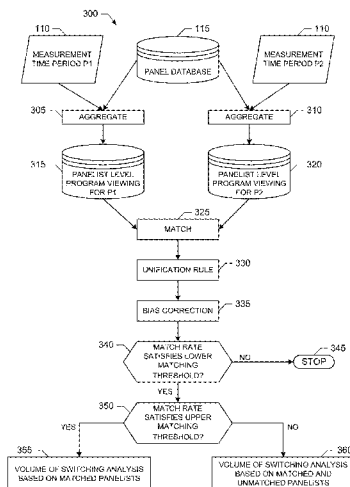 300
110
115
110
MEASUREMENT
TIME PERIOD P1
PANEL DATABASE
MEASUREMENT
TIME PERIOD P2
305
310
AGGREGATE
AGGREGATE
315
320
PANELIST LEVEL
PROGRAM VIEWING
FOR P1
PANELIST LEVEL
PROGRAM VIEWING
FOR P2
325
MATCH
330
UNIFICATION RULE
335
BIAS CORRECTION
340
345
MATCH RATE
SATISFIES LOWER
MATCHING
THRESHOLD?
NO
STOP
YES
350
MATCH RATE
SATISFIES UPPER
MATCHING
THRESHOLD?
YES
NO
355
360
VOLUME OF SWITCHING ANALYSIS
BASED ON MATCHED PANELISTS
VOLUME OF SWITCHING ANALYSIS
BASED ON MATCHED AND
UNMATCHED PANELISTS